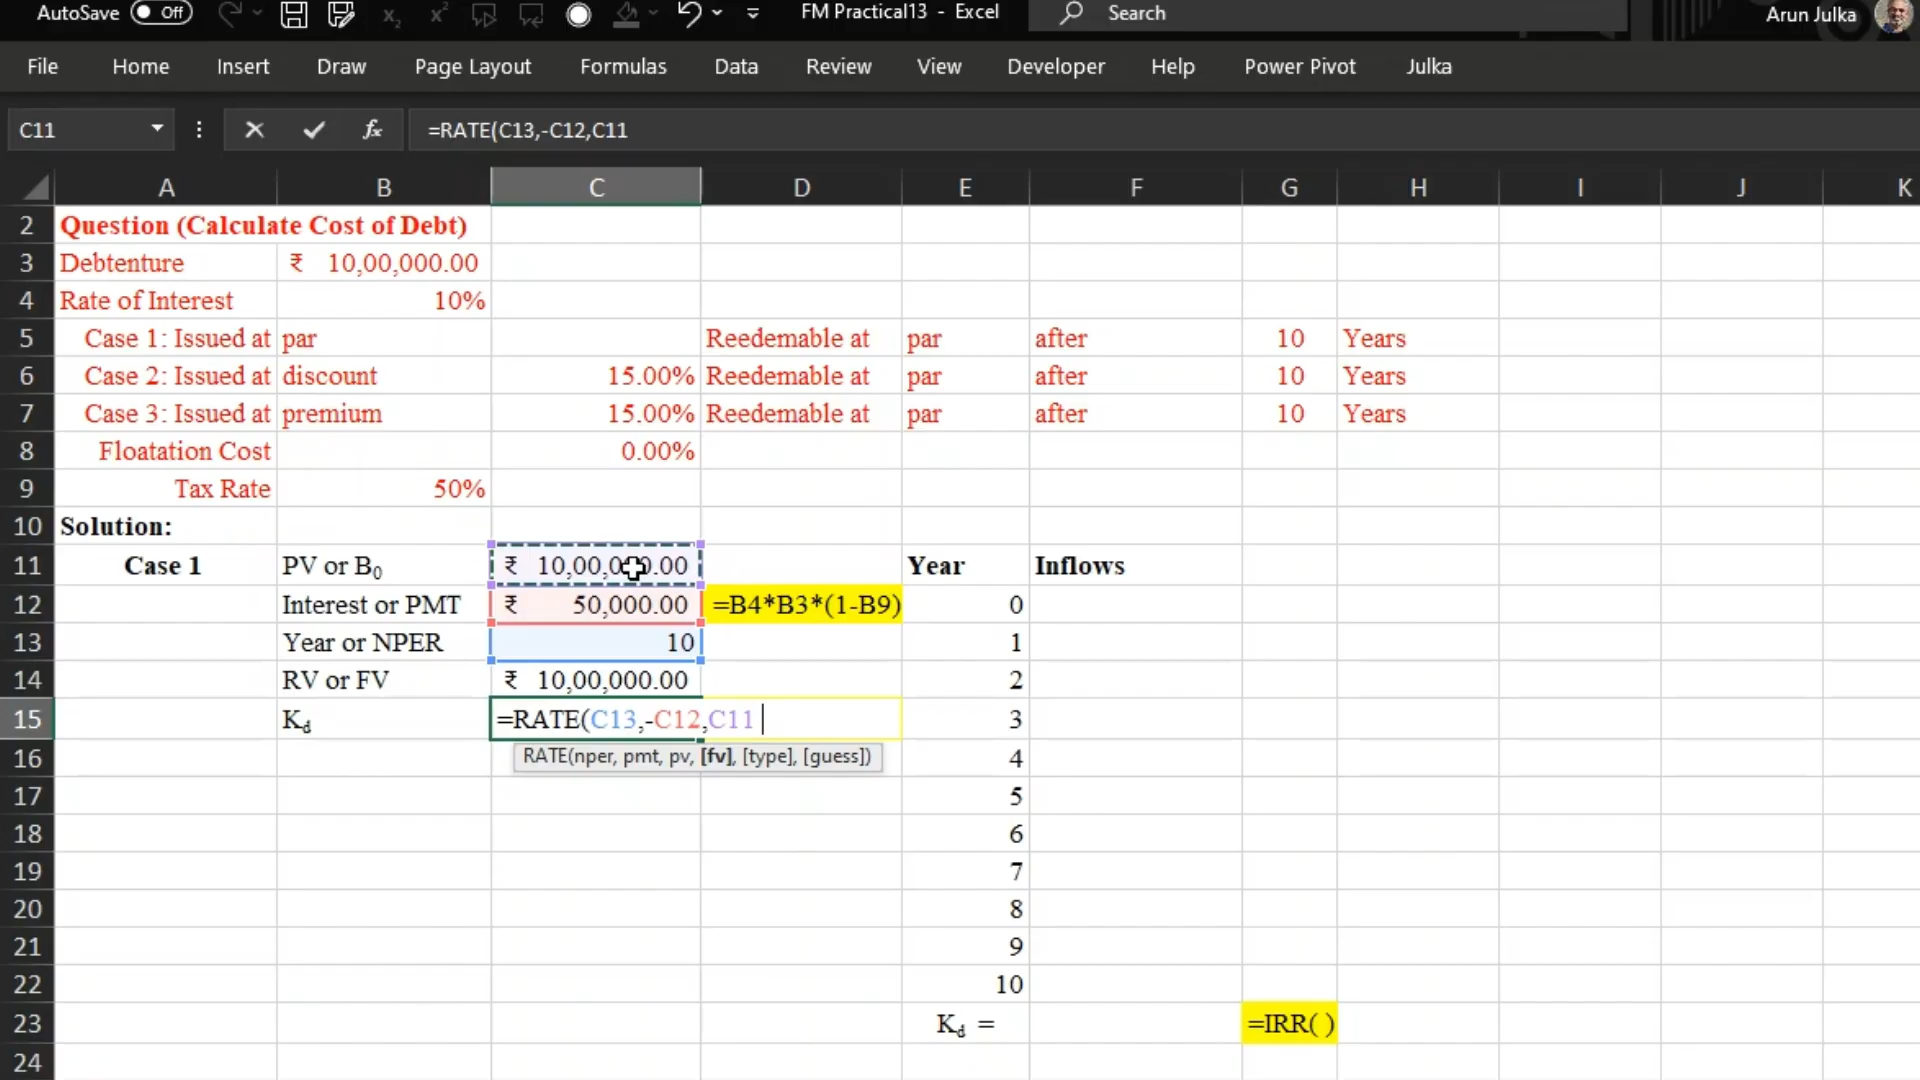 AutoSave Off FM Practical13 - Excel Search Arun Julka
File Home Insert Draw Page Layout Formulas Data Review View Developer Help Power Pivot Julka
C11 fx =RATE(C13,-C12,C11
A B C D E F G H I J K
2 Question (Calculate Cost of Debt)
3 Debtenture ₹ 10,00,000.00
4 Rate of Interest 10%
5 Case 1: Issued at par Reedemable at par after 10 Years
6 Case 2: Issued at discount 15.00% Reedemable at par after 10 Years
7 Case 3: Issued at premium 15.00% Reedemable at par after 10 Years
8 Floatation Cost 0.00%
9 Tax Rate 50%
10 Solution:
11 Case 1 PV or B₀ ₹ 10,00,000.00 Year Inflows
12 Interest or PMT ₹ 50,000.00 =B4*B3*(1-B9) 0
13 Year or NPER 10 1
14 RV or FV ₹ 10,00,000.00 2
15 Kd =RATE(C13,-C12,C11 3
RATE(nper, pmt, pv, [fv], [type], [guess])
16 4
17 5
18 6
19 7
20 8
21 9
22 10
23 Kd = =IRR( )
24